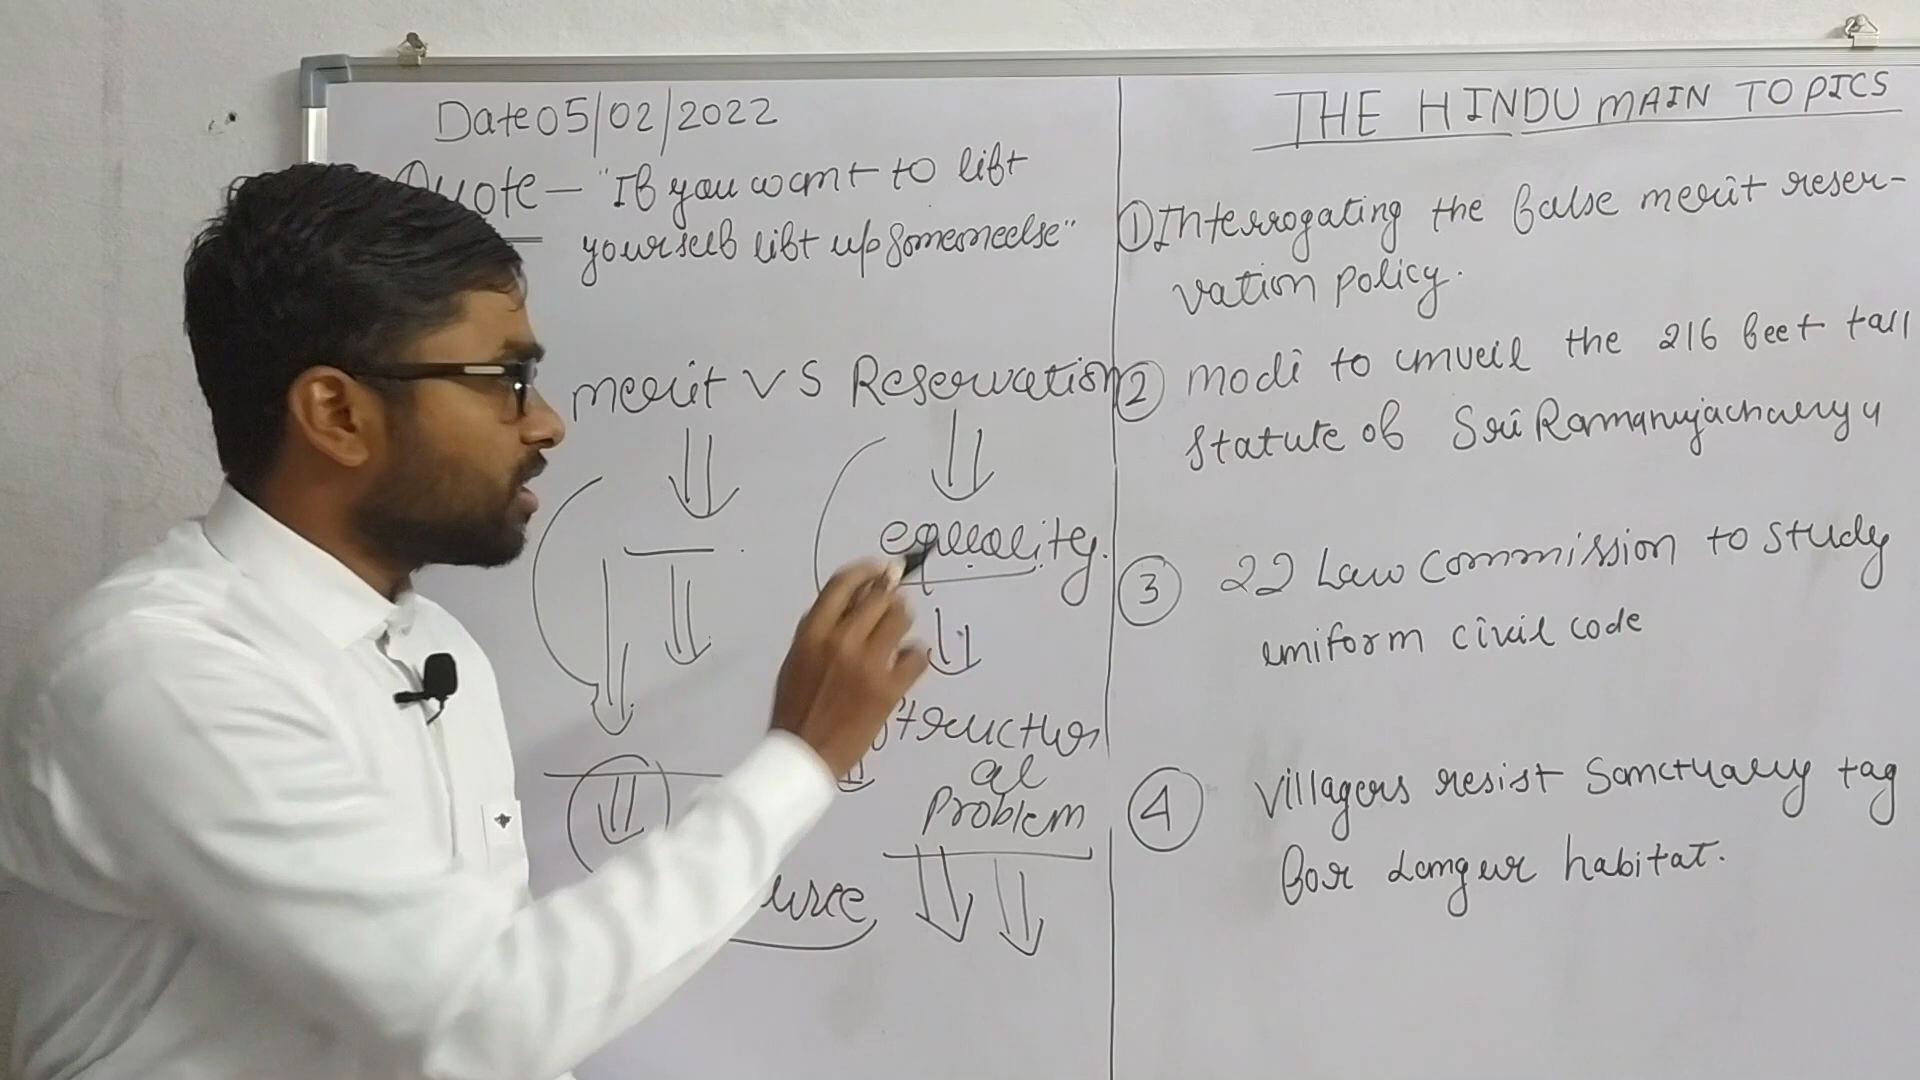 Date 05/02/2022
Quote - "If you want to lift
yourself lift up someoneelse"
merit VS Reservation
equality.
structur
al
Problem
THE HINDU MAIN TOPICS
① Interrogating the false merit reser-
vation policy.
② modi to unveil the 216 feet tall
Statute of Sri Ramanujacharya
③ 22 Law Commission to study
uniform civil code
④ Villagers resist Sanctuary tag
for Langur habitat.